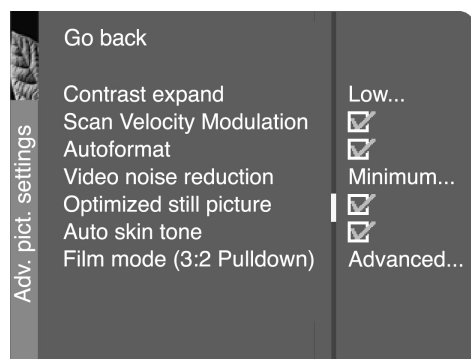 Go back
Contrast expand Low...
Scan Velocity Modulation
Autoformat
Video noise reduction Minimum...
Optimized still picture
Auto skin tone
Film mode (3:2 Pulldown) Advanced...
Adv. pict. settings